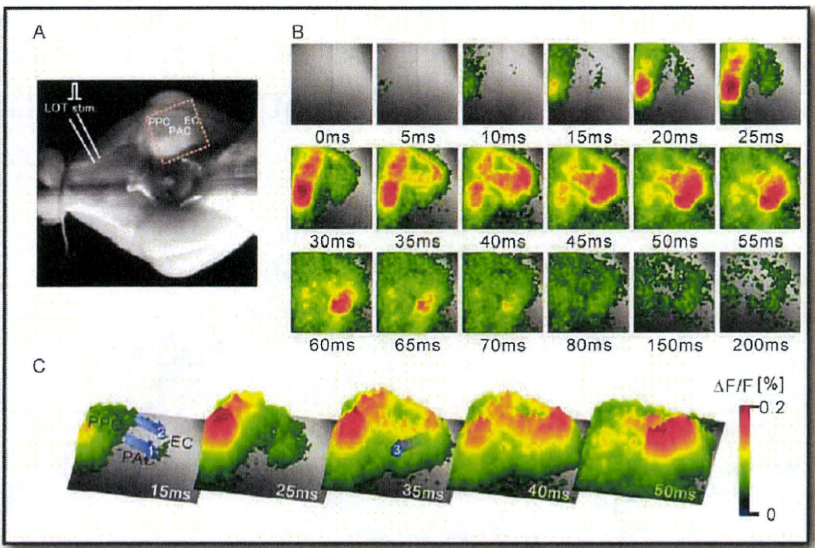 A
LOT stim.
PPC EC
PAC
B
0ms 5ms 10ms 15ms 20ms 25ms
30ms 35ms 40ms 45ms 50ms 55ms
60ms 65ms 70ms 80ms 150ms 200ms
C
ΔF/F [%]
0.2
0
PPC 2 EC
1
PAC
3
15ms 25ms 35ms 40ms 50ms